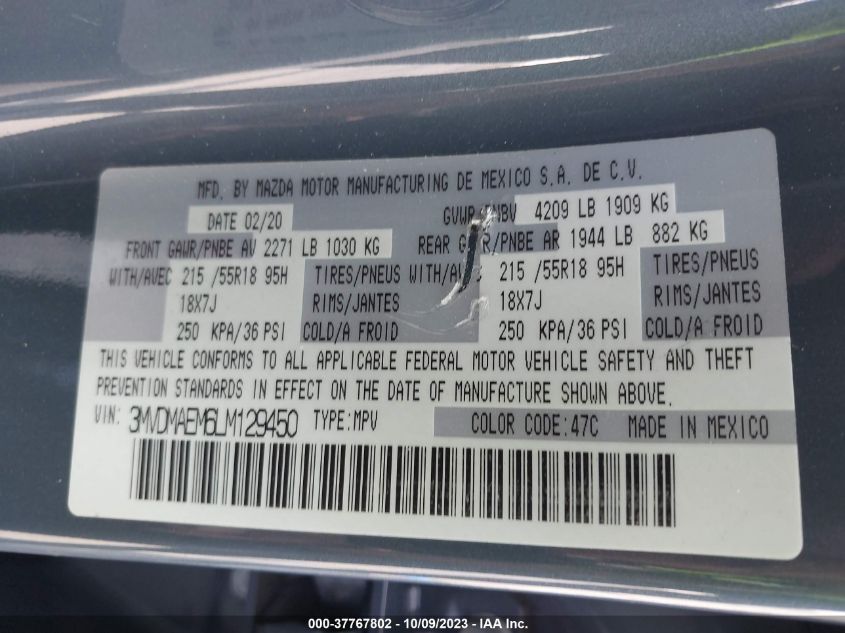 MFD. BY MAZDA MOTOR MANUFACTURING DE MEXICO S.A. DE C.V.
DATE 02/20 GVWR/PNBV 4209 LB 1909 KG
FRONT GAWR/PNBE AV 2271 LB 1030 KG REAR GAWR/PNBE AR 1944 LB 882 KG
WITH/AVEC 215 /55R18 95H TIRES/PNEUS WITH/AVEC 215 /55R18 95H TIRES/PNEUS
18X7J RIMS/JANTES 18X7J RIMS/JANTES
250 KPA/36 PSI COLD/A FROID 250 KPA/36 PSI COLD/A FROID
THIS VEHICLE CONFORMS TO ALL APPLICABLE FEDERAL MOTOR VEHICLE SAFETY AND THEFT
PREVENTION STANDARDS IN EFFECT ON THE DATE OF MANUFACTURE SHOWN ABOVE.
VIN: 3MVDMAEM6LM129450 TYPE:MPV COLOR CODE:47C MADE IN MEXICO
000-37767802 - 10/09/2023 - IAA Inc.